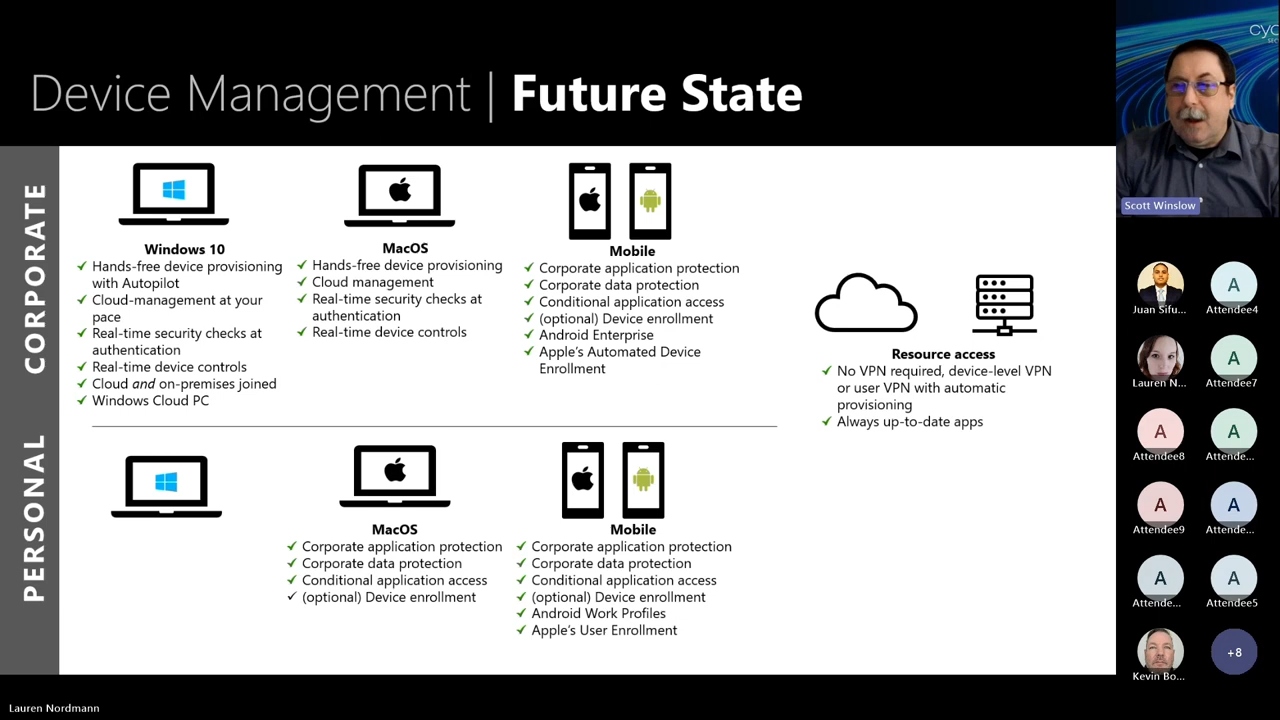 Device Management | Future State
CORPORATE
PERSONAL
Windows 10
Hands-free device provisioning
with Autopilot
Cloud-management at your
pace
Real-time security checks at
authentication
Real-time device controls
Cloud and on-premises joined
Windows Cloud PC
MacOS
Hands-free device provisioning
Cloud management
Real-time security checks at
authentication
Real-time device controls
Mobile
Corporate application protection
Corporate data protection
Conditional application access
(optional) Device enrollment
Android Enterprise
Apple's Automated Device
Enrollment
Resource access
No VPN required, device-level VPN
or user VPN with automatic
provisioning
Always up-to-date apps
MacOS
Corporate application protection
Corporate data protection
Conditional application access
(optional) Device enrollment
Mobile
Corporate application protection
Corporate data protection
Conditional application access
(optional) Device enrollment
Android Work Profiles
Apple's User Enrollment
Scott Winslow
Juan Sifu...
A
Attendee4
Lauren N...
A
Attendee7
A
Attendee8
A
Attende...
A
Attendee9
A
Attende...
A
Attende...
A
Attendee5
Kevin Bo...
+8
Lauren Nordmann